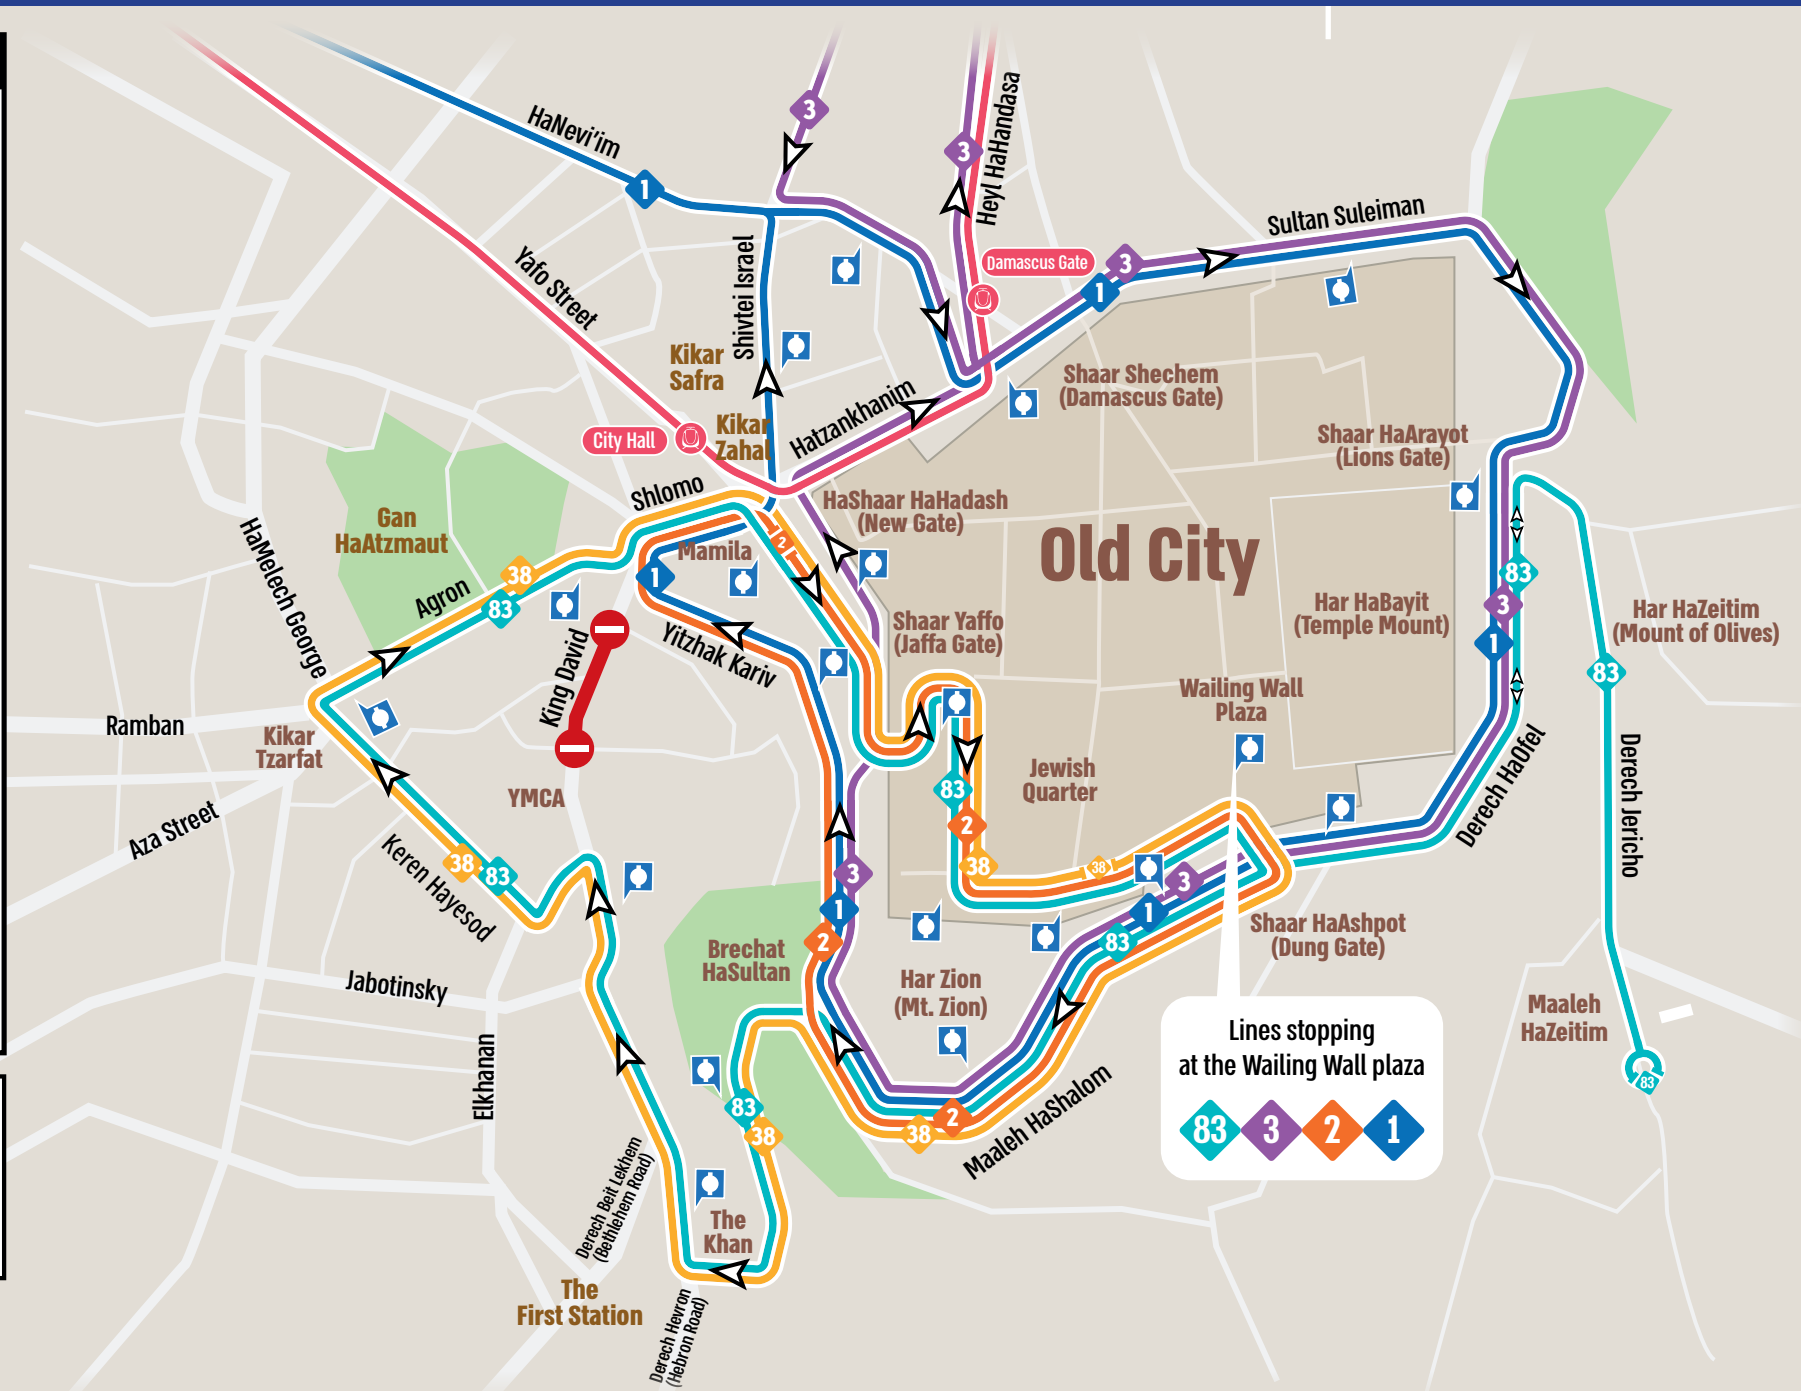 3
3
Heyl HaHandasa
HaNevi'im
1
Sultan Suleiman
Yafo Street
Shivtei Israel
Damascus Gate
3
1
Kikar
Safra
Shaar Shechem
(Damascus Gate)
Hatzankhanim
Kikar
Zahal
City Hall
Shaar HaArayot
(Lions Gate)
Shlomo
HaShaar HaHadash
(New Gate)
Gan
HaAtzmaut
HaMelech George
Old City
Mamila
2
1
38
83
Agron
83
3
1
Har HaBayit
(Temple Mount)
Har HaZeitim
(Mount of Olives)
Shaar Yaffo
(Jaffa Gate)
King David
Yitzhak Kariv
83
Wailing Wall
Plaza
Ramban
Kikar
Tzarfat
Derech HaOfel
Derech Jericho
YMCA
Jewish
Quarter
83
2
38
Aza Street
Keren Hayesod
38
83
38
3
3
1
2
1
83
Shaar HaAshpot
(Dung Gate)
Brechat
HaSultan
Har Zion
(Mt. Zion)
Jabotinsky
Maaleh
HaZeitim
Lines stopping
at the Wailing Wall plaza
83 3 2 1
Elkhanan
83
38
38
2
Maaleh HaShalom
83
Derech Beit Lekhem
(Bethlehem Road)
The
Khan
The
First Station
Derech Hevron
(Hebron Road)